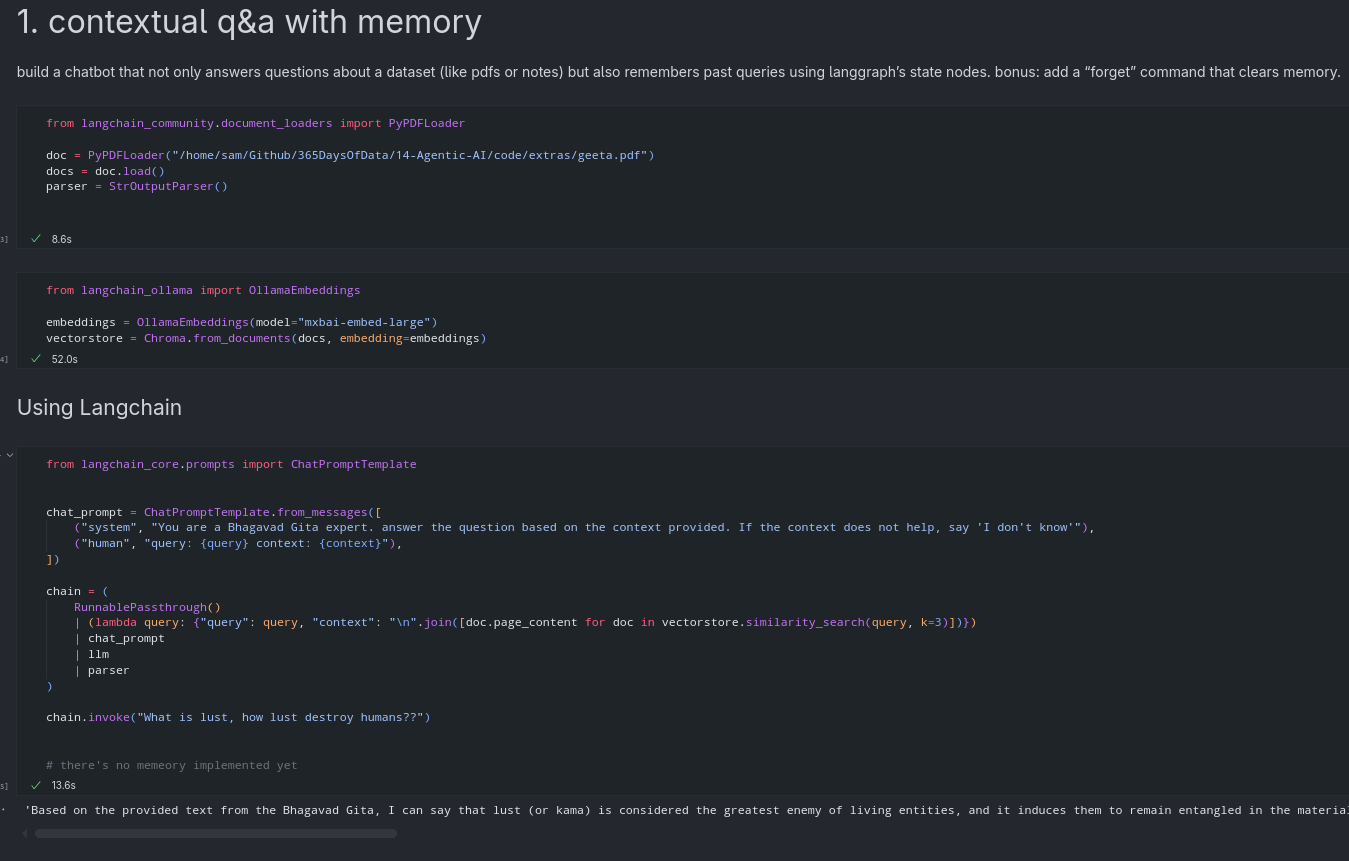 1. contextual q&a with memory
build a chatbot that not only answers questions about a dataset (like pdfs or notes) but also remembers past queries using langgraph’s state nodes. bonus: add a “forget” command that clears memory.
from langchain_community.document_loaders import PyPDFLoader
doc = PyPDFLoader("/home/sam/Github/365DaysOfData/14-Agentic-AI/code/extras/geeta.pdf")
docs = doc.load()
parser = StrOutputParser()
3] ✓ 8.6s
from langchain_ollama import OllamaEmbeddings
embeddings = OllamaEmbeddings(model="mxbai-embed-large")
vectorstore = Chroma.from_documents(docs, embedding=embeddings)
4] ✓ 52.0s
Using Langchain
from langchain_core.prompts import ChatPromptTemplate
chat_prompt = ChatPromptTemplate.from_messages([
("system", "You are a Bhagavad Gita expert. answer the question based on the context provided. If the context does not help, say 'I don't know'"),
("human", "query: {query} context: {context}"),
])
chain = (
RunnablePassthrough()
| (lambda query: {"query": query, "context": "\n".join([doc.page_content for doc in vectorstore.similarity_search(query, k=3)])})
| chat_prompt
| llm
| parser
)
chain.invoke("What is lust, how lust destroy humans??")
# there's no memeory implemented yet
5] ✓ 13.6s
'Based on the provided text from the Bhagavad Gita, I can say that lust (or kama) is considered the greatest enemy of living entities, and it induces them to remain entangled in the material